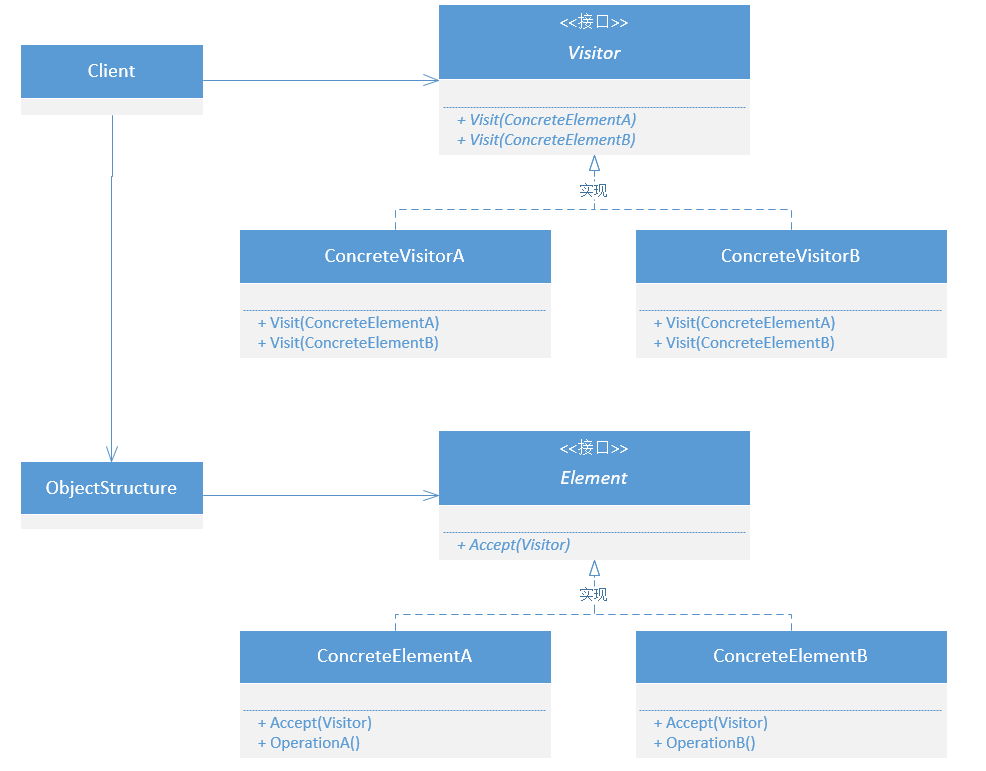 <<接口>>
Visitor
Client
+ Visit(ConcreteElementA)
+ Visit(ConcreteElementB)
实现
ConcreteVisitorA
ConcreteVisitorB
+ Visit(ConcreteElementA)
+ Visit(ConcreteElementB)
+ Visit(ConcreteElementA)
+ Visit(ConcreteElementB)
<<接口>>
Element
ObjectStructure
+ Accept(Visitor)
实现
ConcreteElementA
ConcreteElementB
+ Accept(Visitor)
+ OperationA()
+ Accept(Visitor)
+ OperationB()